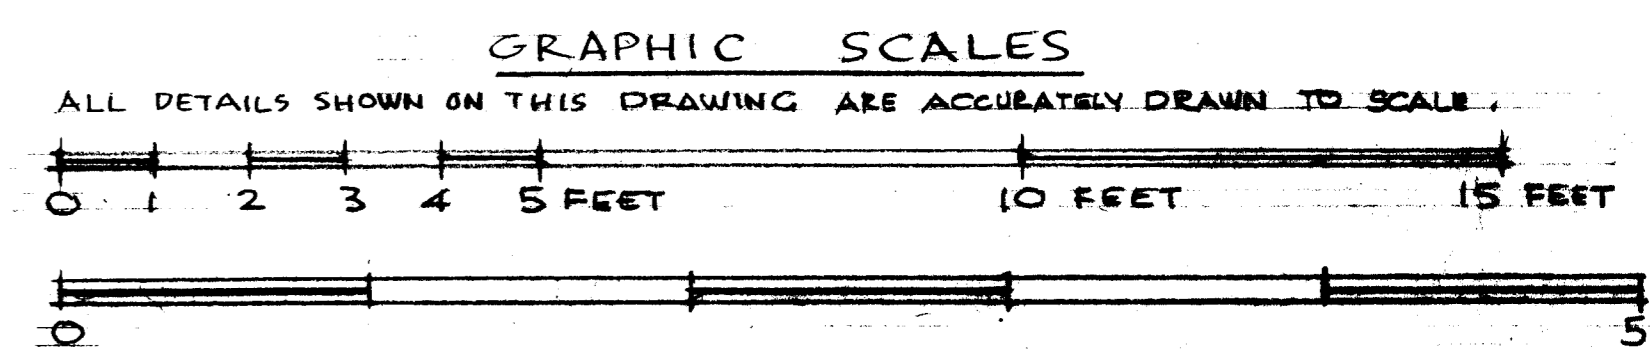 GRAPHIC SCALES
ALL DETAILS SHOWN ON THIS DRAWING ARE ACCURATELY DRAWN TO SCALE.
0 1 2 3 4 5 FEET 10 FEET 15 FEET
0 5